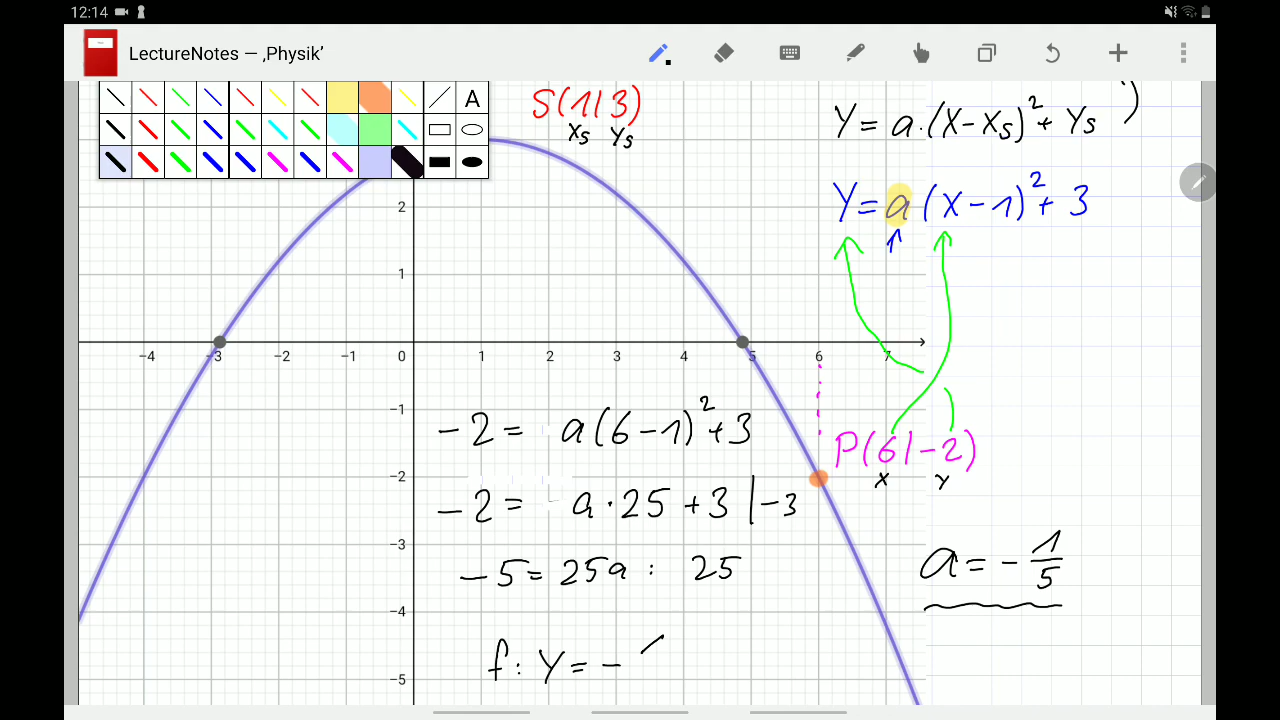 12:14
LectureNotes — ‚Physik’
A
S(1|3)
Xs Ys
Y = a·(X-Xs)² + Ys )
Y = a (X-1)² + 3
2
1
-4 -3 -2 -1 0 1 2 3 4 5 6 7
-1
-2 = a(6-1)²+3
P(6|-2)
x y
-2
-2 = a·25 +3 |-3
-3
a = - 1/5
-5 = 25a : 25
-4
f: Y = -
-5